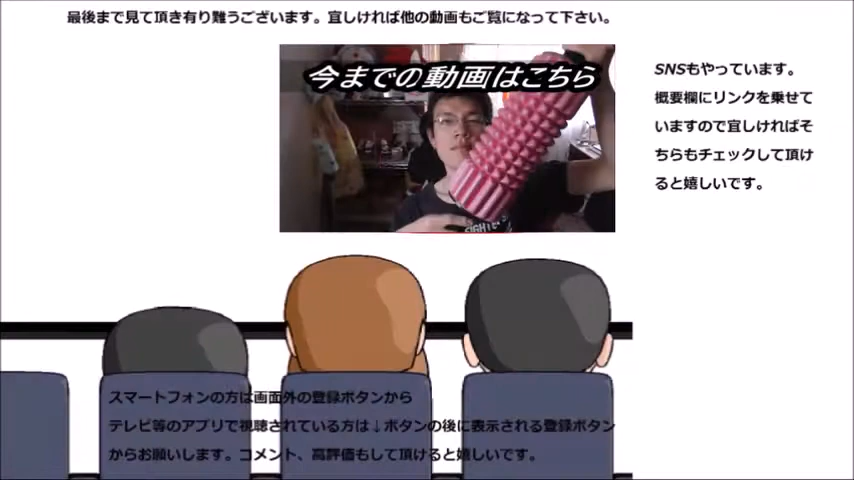 最後まで見て頂き有り難うございます。宜しければ他の動画もご覧になって下さい。
今までの動画はこちら
SNSもやっています。
概要欄にリンクを乗せて
いますので宜しければそ
ちらもチェックして頂け
ると嬉しいです。
スマートフォンの方は画面外の登録ボタンから
テレビ等のアプリで視聴されている方は↓ボタンの後に表示される登録ボタン
からお願いします。コメント、高評価もして頂けると嬉しいです。